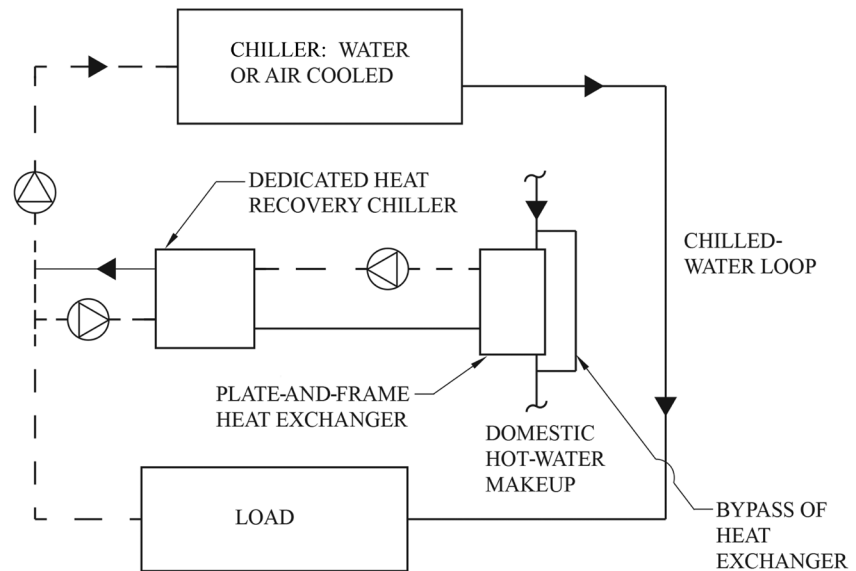 CHILLER: WATER
OR AIR COOLED
DEDICATED HEAT
RECOVERY CHILLER
CHILLED-
WATER LOOP
PLATE-AND-FRAME
HEAT EXCHANGER
DOMESTIC
HOT-WATER
MAKEUP
LOAD
BYPASS OF
HEAT
EXCHANGER